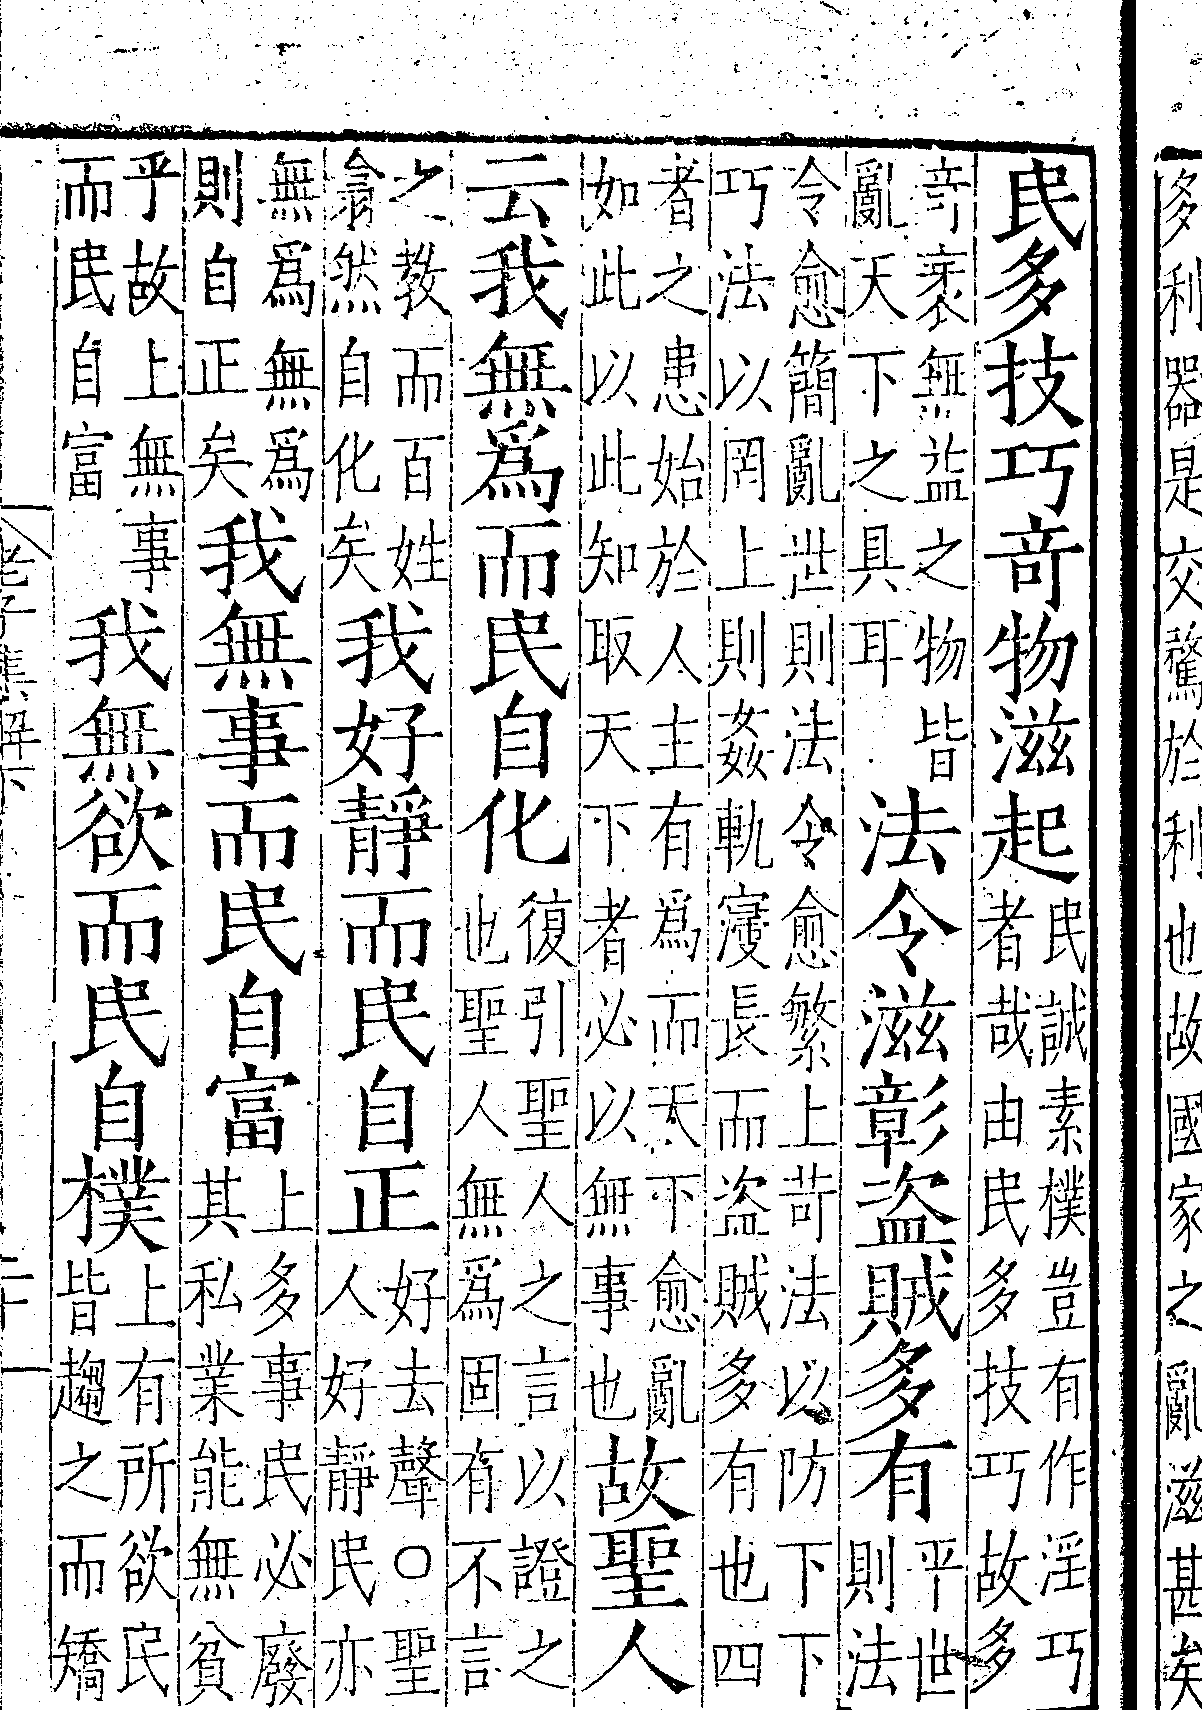 多利器是交騖於利也故國家之亂滋甚矣
民多技巧竒物滋起民誠素樸豈有作淫巧者哉由民多技巧故多
竒衺無益之物皆亂天下之具耳法令滋彰盗賊多有平世則法
令愈簡亂世則法令愈繁上苛法以防下下巧法以罔上則姦軌寖長而盗賊多有也四
者之患始於人主有爲而天下愈亂如此以此知取天下者必以無事也故聖人
云我無爲而民自化復引聖人之言以證之也聖人無爲固有不言
之教而百姓翕然自化矣我好靜而民自正好去聲○聖人好靜民亦
無爲無爲則自正矣我無事而民自富上多事民必廢其私業能無貧
乎故上無事而民自富我無欲而民自樸上有所欲民皆趨之而矯
老子集解下
二十